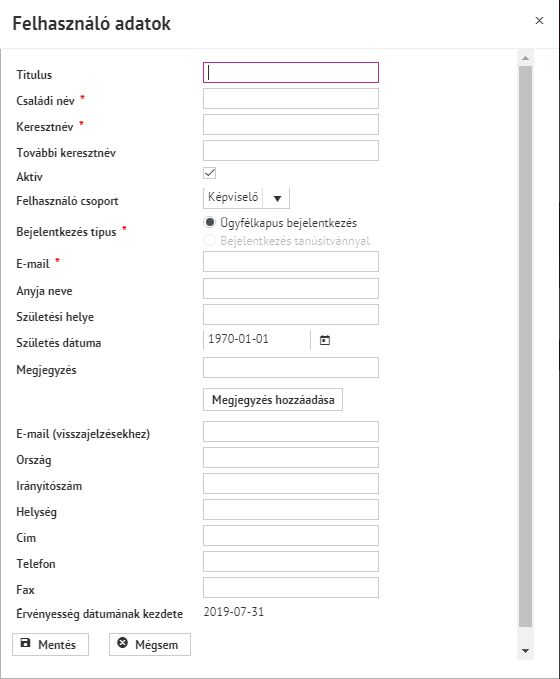 Felhasználó adatok
Titulus
Családi név *
Keresztnév *
További keresztnév
Aktív
Felhasználó csoport Képviselő
Bejelentkezés típus * Ügyfélkapus bejelentkezés
Bejelentkezés tanúsítvánnyal
E-mail *
Anyja neve
Születési helye
Születés dátuma 1970-01-01
Megjegyzés
Megjegyzés hozzáadása
E-mail (visszajelzésekhez)
Ország
Irányítószám
Helység
Cím
Telefon
Fax
Érvényesség dátumának kezdete 2019-07-31
Mentés Mégsem